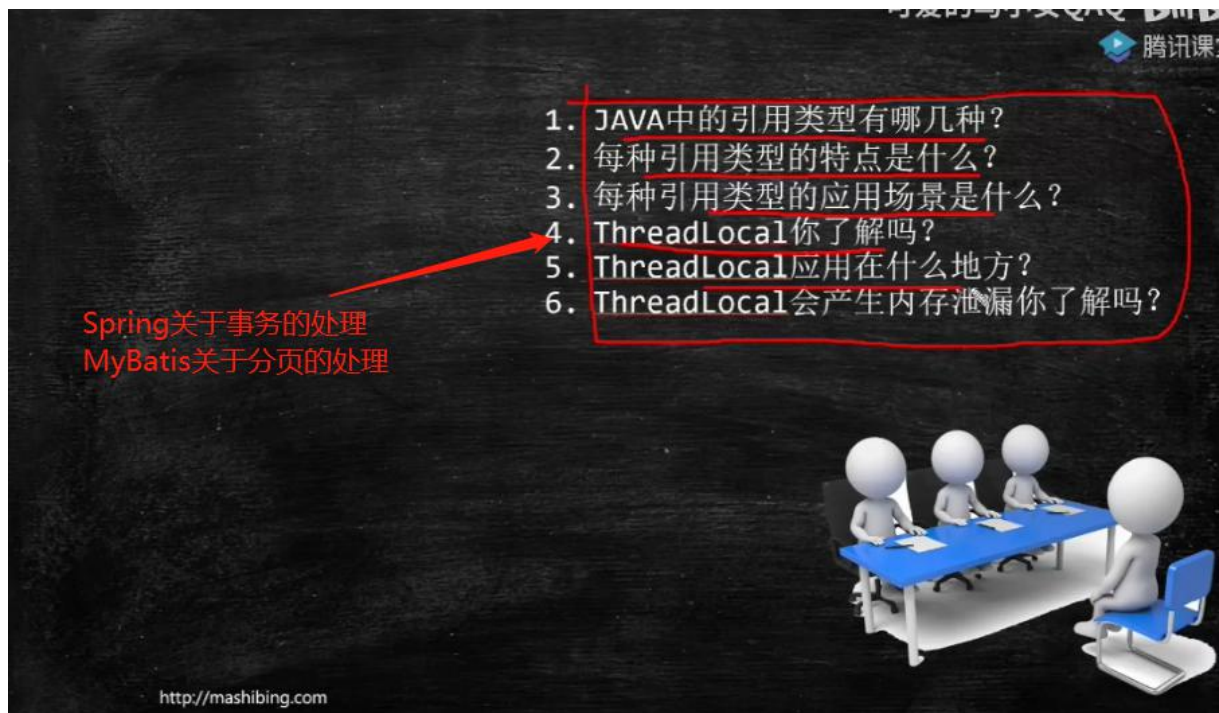 腾讯课
1. JAVA中的引用类型有哪几种?
2. 每种引用类型的特点是什么?
3. 每种引用类型的应用场景是什么?
4. ThreadLocal你了解吗?
5. ThreadLocal应用在什么地方?
6. ThreadLocal会产生内存泄漏你了解吗?
Spring关于事务的处理
MyBatis关于分页的处理
http://mashibing.com